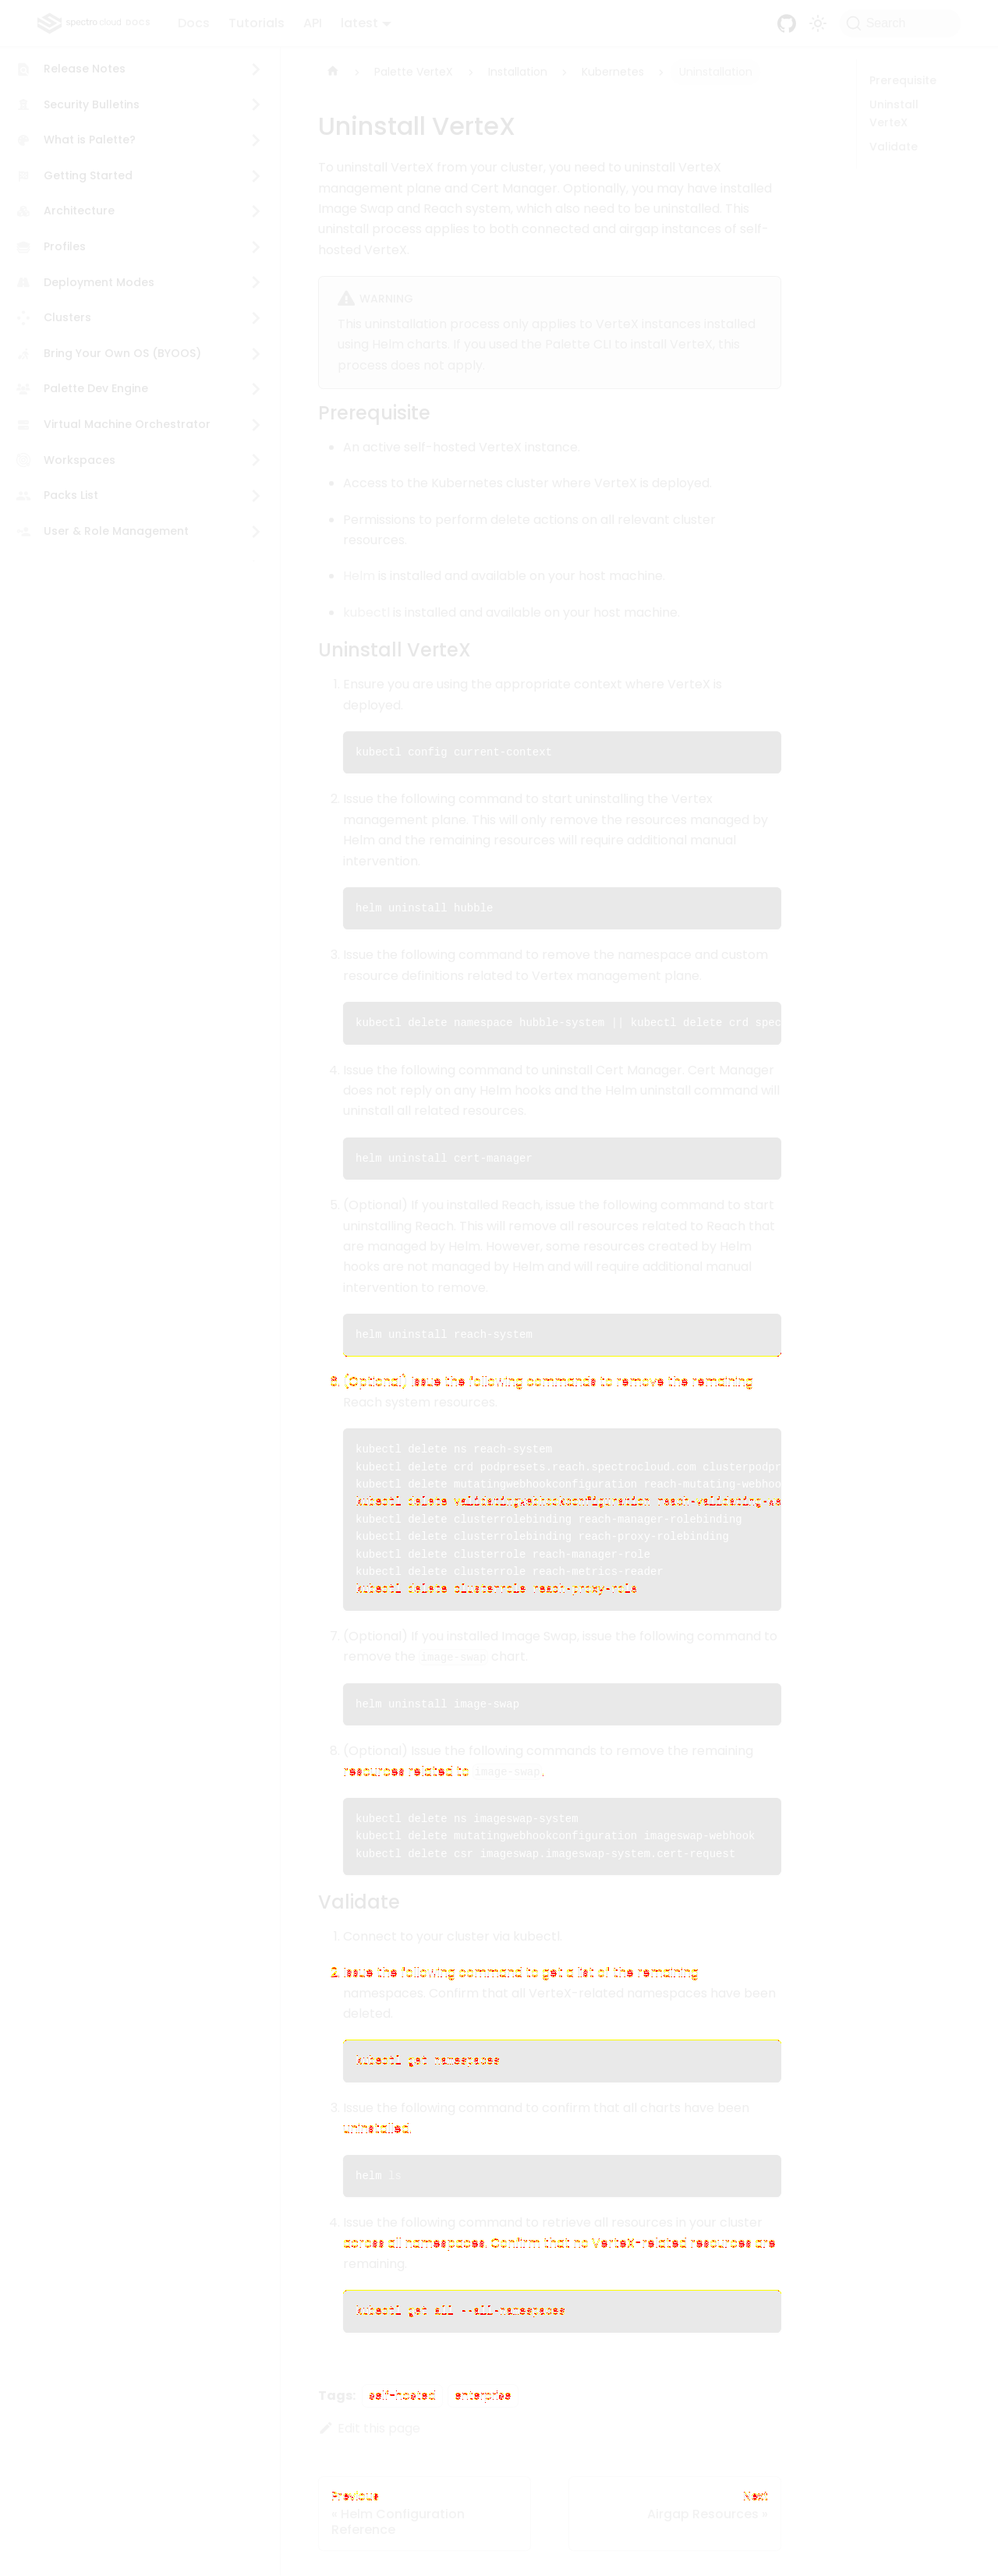 spectro cloud DOCS Docs Tutorials API latest Search
Release Notes
Security Bulletins
What is Palette?
Getting Started
Architecture
Profiles
Deployment Modes
Clusters
Bring Your Own OS (BYOOS)
Palette Dev Engine
Virtual Machine Orchestrator
Workspaces
Packs List
User & Role Management
Palette VerteX Installation Kubernetes Uninstallation
Uninstall VerteX
To uninstall VerteX from your cluster, you need to uninstall VerteX
management plane and Cert Manager. Optionally, you may have installed
Image Swap and Reach system, which also need to be uninstalled. This
uninstall process applies to both connected and airgap instances of self-
hosted VerteX.
WARNING
This uninstallation process only applies to VerteX instances installed
using Helm charts. If you used the Palette CLI to install VerteX, this
process does not apply.
Prerequisite
An active self-hosted VerteX instance.
Access to the Kubernetes cluster where VerteX is deployed.
Permissions to perform delete actions on all relevant cluster
resources.
Helm is installed and available on your host machine.
kubectl is installed and available on your host machine.
Uninstall VerteX
1. Ensure you are using the appropriate context where VerteX is
deployed.
kubectl config current-context
2. Issue the following command to start uninstalling the Vertex
management plane. This will only remove the resources managed by
Helm and the remaining resources will require additional manual
intervention.
helm uninstall hubble
3. Issue the following command to remove the namespace and custom
resource definitions related to Vertex management plane.
kubectl delete namespace hubble-system || kubectl delete crd spec
4. Issue the following command to uninstall Cert Manager. Cert Manager
does not reply on any Helm hooks and the Helm uninstall command will
uninstall all related resources.
helm uninstall cert-manager
5. (Optional) If you installed Reach, issue the following command to start
uninstalling Reach. This will remove all resources related to Reach that
are managed by Helm. However, some resources created by Helm
hooks are not managed by Helm and will require additional manual
intervention to remove.
helm uninstall reach-system
6. (Optional) Issue the following commands to remove the remaining
Reach system resources.
kubectl delete ns reach-system
kubectl delete crd podpresets.reach.spectrocloud.com clusterpodpr
kubectl delete mutatingwebhookconfiguration reach-mutating-webhoo
kubectl delete validatingwebhookconfiguration reach-validating-we
kubectl delete clusterrolebinding reach-manager-rolebinding
kubectl delete clusterrolebinding reach-proxy-rolebinding
kubectl delete clusterrole reach-manager-role
kubectl delete clusterrole reach-metrics-reader
kubectl delete clusterrole reach-proxy-role
7. (Optional) If you installed Image Swap, issue the following command to
remove the image-swap chart.
helm uninstall image-swap
8. (Optional) Issue the following commands to remove the remaining
resources related to image-swap.
kubectl delete ns imageswap-system
kubectl delete mutatingwebhookconfiguration imageswap-webhook
kubectl delete csr imageswap.imageswap-system.cert-request
Validate
1. Connect to your cluster via kubectl.
2. Issue the following command to get a list of the remaining
namespaces. Confirm that all VerteX-related namespaces have been
deleted.
kubectl get namespaces
3. Issue the following command to confirm that all charts have been
uninstalled.
helm ls
4. Issue the following command to retrieve all resources in your cluster
across all namespaces. Confirm that no VerteX-related resources are
remaining.
kubectl get all --all-namespaces
Tags: self-hosted enterprise
Edit this page
Previous
« Helm Configuration
Reference
Next
Airgap Resources »
Prerequisite
Uninstall
VerteX
Validate